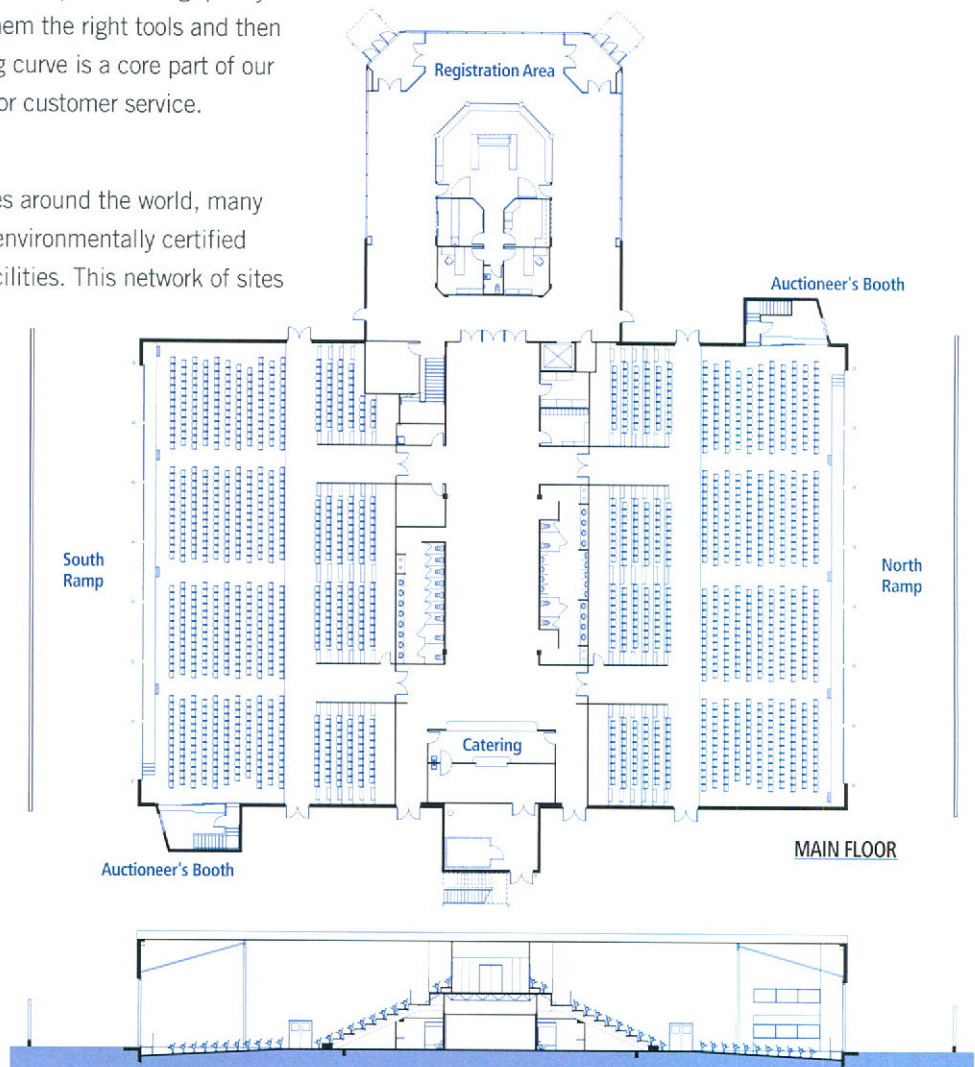 them the right tools and then
g curve is a core part of our
or customer service.
es around the world, many
environmentally certified
cilities. This network of sites
Registration Area
Auctioneer's Booth
South
Ramp
North
Ramp
Catering
Auctioneer's Booth
MAIN FLOOR